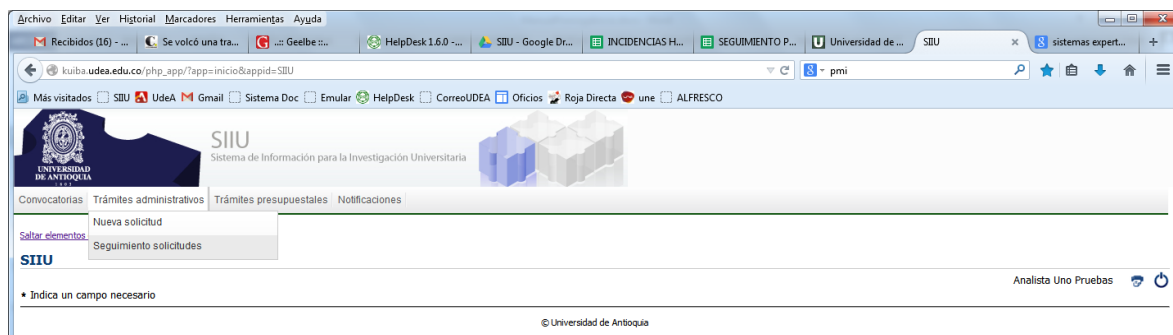 Archivo Editar Ver Historial Marcadores Herramientas Ayuda
Recibidos (16) - ... Se volcó una tra... ..:: Geelbe ::.. HelpDesk 1.6.0 -... SIIU - Google Dr... INCIDENCIAS H... SEGUIMIENTO P... Universidad de ... SIIU sistemas expert...
kuiba.udea.edu.co/php_app/?app=inicio&appid=SIIU pmi
Más visitados SIIU UdeA Gmail Sistema Doc Emular HelpDesk CorreoUDEA Oficios Roja Directa une ALFRESCO
SIIU
Sistema de Información para la Investigación Universitaria
UNIVERSIDAD
DE ANTIOQUIA
1803
Convocatorias Trámites administrativos Trámites presupuestales Notificaciones
Nueva solicitud
Saltar elementos
Seguimiento solicitudes
SIIU
Analista Uno Pruebas
* Indica un campo necesario
© Universidad de Antioquia